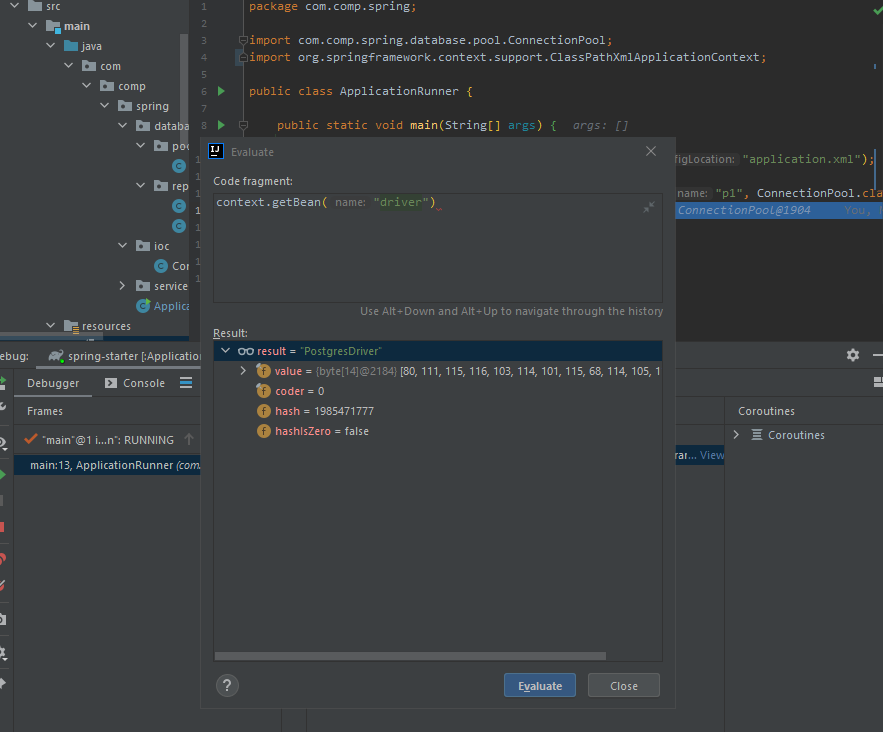 src
main
java
com
comp
spring
databa
poo
rep
ioc
Cor
service
Applica
resources
1 package com.comp.spring;
2
3 import com.comp.spring.database.pool.ConnectionPool;
4 import org.springframework.context.support.ClassPathXmlApplicationContext;
5
6 public class ApplicationRunner {
7
8 public static void main(String[] args) { args: []
figLocation: "application.xml");
name: "p1", ConnectionPool.cla
ConnectionPool@1904 You,
Evaluate
Code fragment:
context.getBean( name: "driver")
Use Alt+Down and Alt+Up to navigate through the history
Result:
result = "PostgresDriver"
value = {byte[14]@2184} [80, 111, 115, 116, 103, 114, 101, 115, 68, 114, 105, 1
coder = 0
hash = 1985471777
hashIsZero = false
? Evaluate Close
ebug: spring-starter [:Application
Debugger Console
Frames
"main"@1 i...n": RUNNING
main:13, ApplicationRunner (com.
rar... View
Coroutines
Coroutines